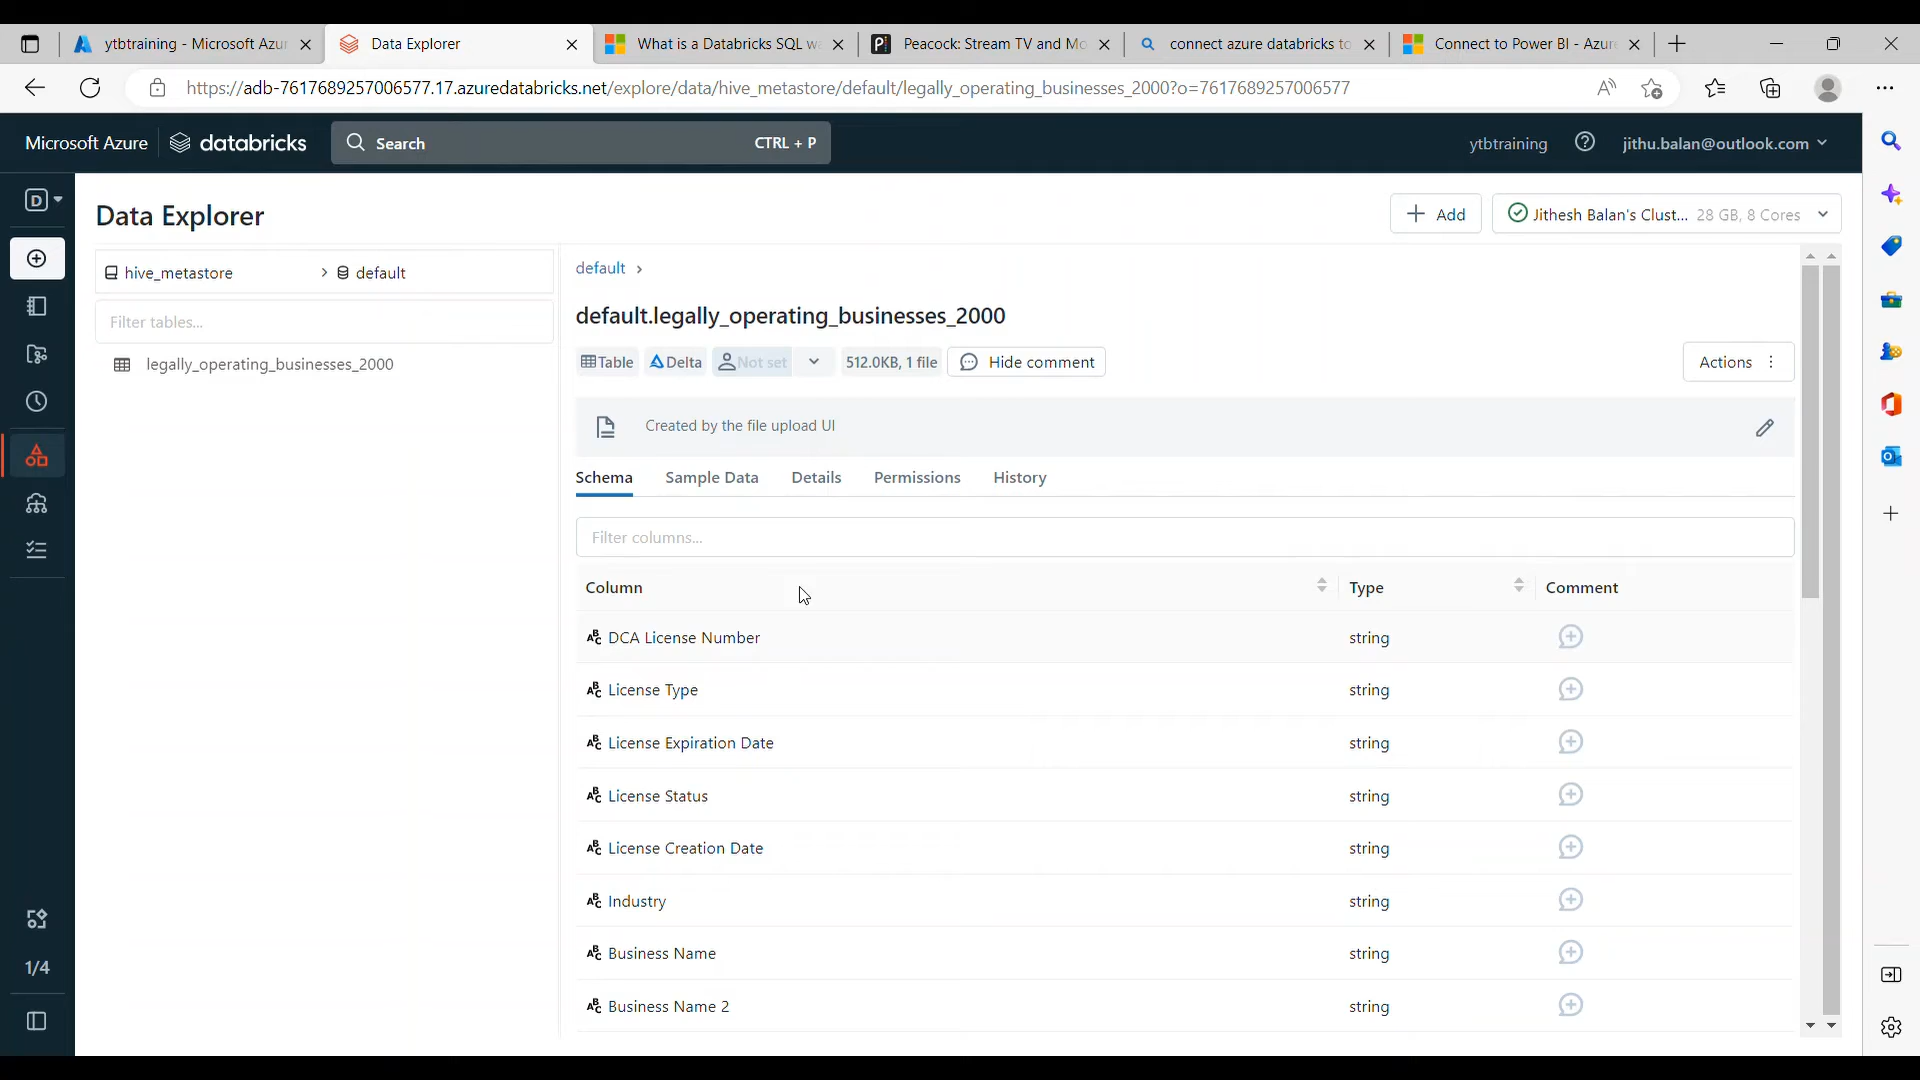 ytbtraining - Microsoft Azur
Data Explorer
What is a Databricks SQL w
Peacock: Stream TV and Mo
connect azure databricks to
Connect to Power BI - Azur
https://adb-7617689257006577.17.azuredatabricks.net/explore/data/hive_metastore/default/legally_operating_businesses_2000?o=7617689257006577
Microsoft Azure
databricks
Search
CTRL + P
ytbtraining
jithu.balan@outlook.com
D
Data Explorer
Add
Jithesh Balan's Clust... 28 GB, 8 Cores
hive_metastore > default
Filter tables...
legally_operating_businesses_2000
default >
default.legally_operating_businesses_2000
Table
Delta
Not set
512.0KB, 1 file
Hide comment
Actions
Created by the file upload UI
Schema
Sample Data
Details
Permissions
History
Filter columns...
Column Type Comment
DCA License Number string
License Type string
License Expiration Date string
License Status string
License Creation Date string
Industry string
Business Name string
Business Name 2 string
1/4